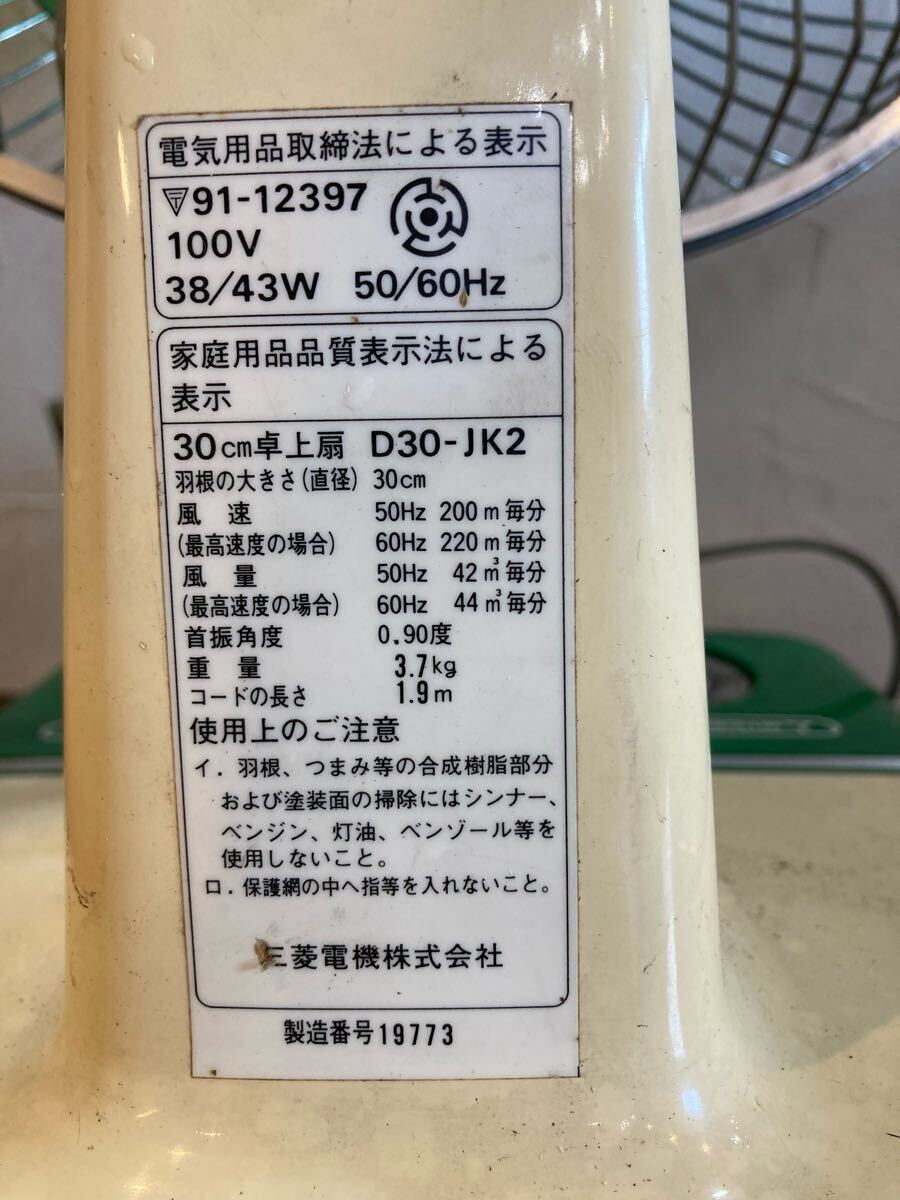 電気用品取締法による表示
〒91-12397
100V
38/43W 50/60Hz
家庭用品品質表示法による
表示
30cm卓上扇 D30-JK2
羽根の大きさ(直径) 30cm
風速 50Hz 200m毎分
(最高速度の場合) 60Hz 220m毎分
風量 50Hz 42m³毎分
(最高速度の場合) 60Hz 44m³毎分
首振角度 0.90度
重量 3.7kg
コードの長さ 1.9m
使用上のご注意
イ. 羽根、つまみ等の合成樹脂部分
および塗装面の掃除にはシンナー、
ベンジン、灯油、ベンゾール等を
使用しないこと。
ロ. 保護網の中へ指等を入れないこと。
三菱電機株式会社
製造番号19773